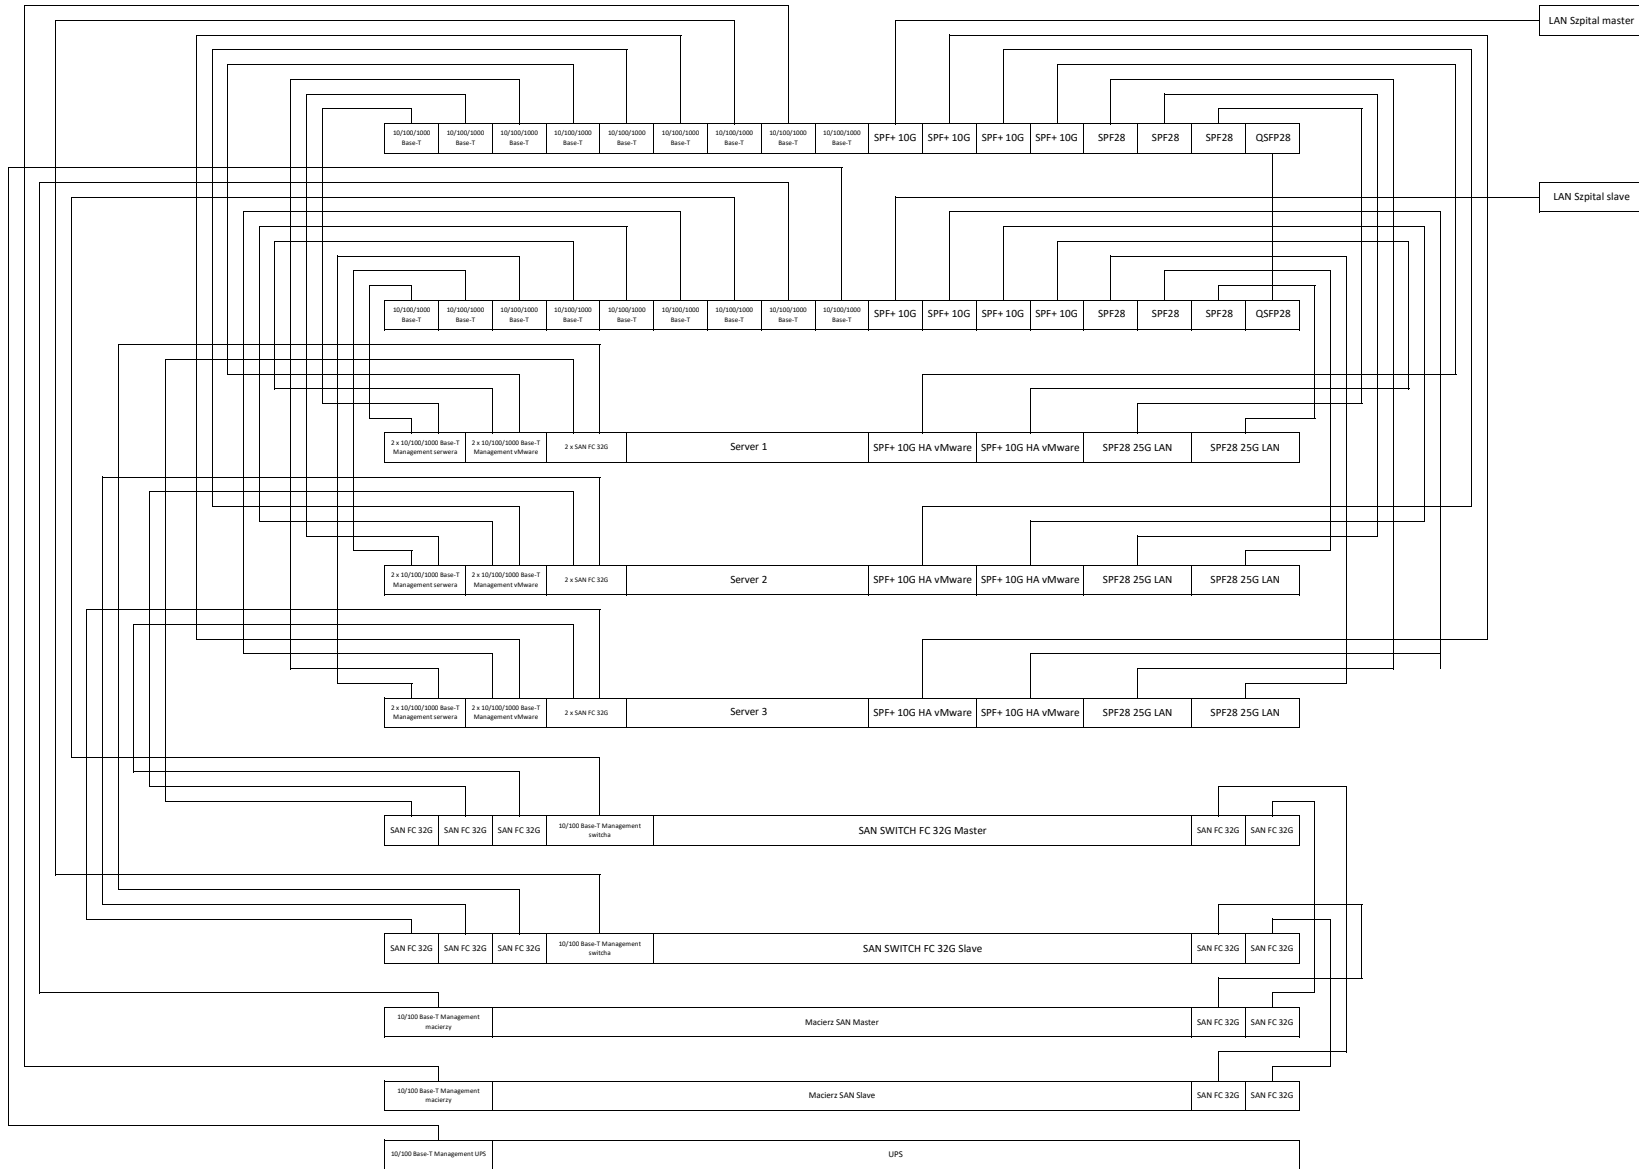 LAN Szpital master
10/100/1000
Base-T
10/100/1000
Base-T
10/100/1000
Base-T
10/100/1000
Base-T
10/100/1000
Base-T
10/100/1000
Base-T
10/100/1000
Base-T
10/100/1000
Base-T
10/100/1000
Base-T
SPF+ 10G
SPF+ 10G
SPF+ 10G
SPF+ 10G
SPF28
SPF28
SPF28
QSFP28
LAN Szpital slave
10/100/1000
Base-T
10/100/1000
Base-T
10/100/1000
Base-T
10/100/1000
Base-T
10/100/1000
Base-T
10/100/1000
Base-T
10/100/1000
Base-T
10/100/1000
Base-T
10/100/1000
Base-T
SPF+ 10G
SPF+ 10G
SPF+ 10G
SPF+ 10G
SPF28
SPF28
SPF28
QSFP28
2 x 10/100/1000 Base-T
Management serwera
2 x 10/100/1000 Base-T
Management vMware
2 x SAN FC 32G
Server 1
SPF+ 10G HA vMware
SPF+ 10G HA vMware
SPF28 25G LAN
SPF28 25G LAN
2 x 10/100/1000 Base-T
Management serwera
2 x 10/100/1000 Base-T
Management vMware
2 x SAN FC 32G
Server 2
SPF+ 10G HA vMware
SPF+ 10G HA vMware
SPF28 25G LAN
SPF28 25G LAN
2 x 10/100/1000 Base-T
Management serwera
2 x 10/100/1000 Base-T
Management vMware
2 x SAN FC 32G
Server 3
SPF+ 10G HA vMware
SPF+ 10G HA vMware
SPF28 25G LAN
SPF28 25G LAN
SAN FC 32G
SAN FC 32G
SAN FC 32G
10/100 Base-T Management
switcha
SAN SWITCH FC 32G Master
SAN FC 32G
SAN FC 32G
SAN FC 32G
SAN FC 32G
SAN FC 32G
10/100 Base-T Management
switcha
SAN SWITCH FC 32G Slave
SAN FC 32G
SAN FC 32G
10/100 Base-T Management
macierzy
Macierz SAN Master
SAN FC 32G
SAN FC 32G
10/100 Base-T Management
macierzy
Macierz SAN Slave
SAN FC 32G
SAN FC 32G
10/100 Base-T Management UPS
UPS